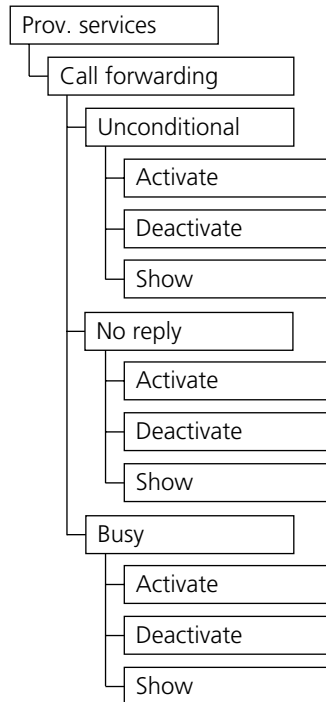 Prov. services
Call forwarding
Unconditional
Activate
Deactivate
Show
No reply
Activate
Deactivate
Show
Busy
Activate
Deactivate
Show